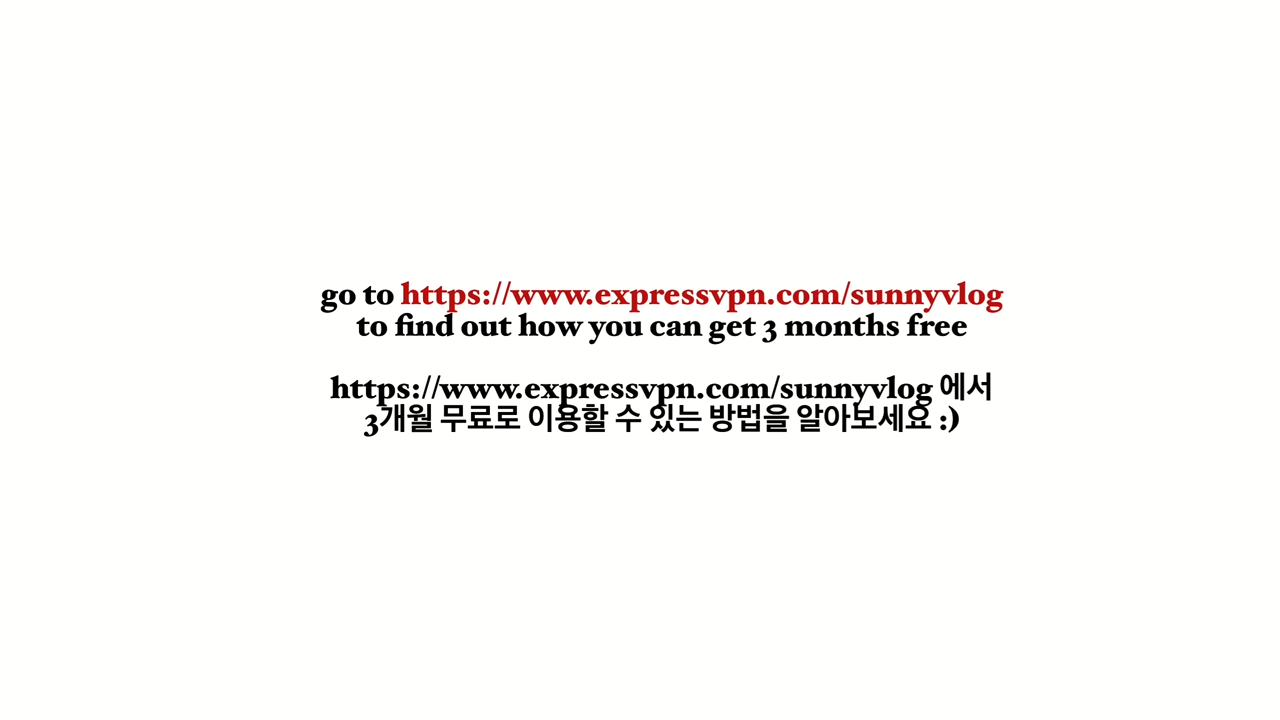 go to https://www.expressvpn.com/sunnyvlog
to find out how you can get 3 months free
https://www.expressvpn.com/sunnyvlog 에서
3개월 무료로 이용할 수 있는 방법을 알아보세요 :)